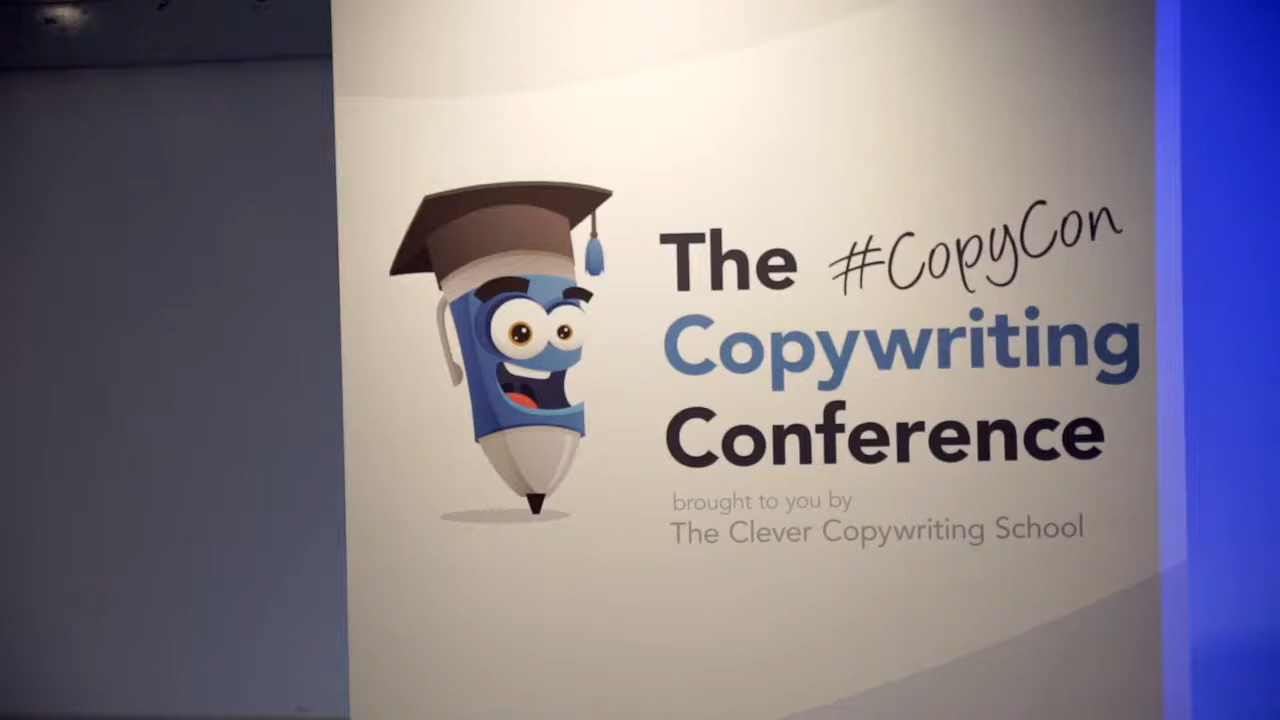 The #CopyCon
Copywriting
Conference
brought to you by
The Clever Copywriting School